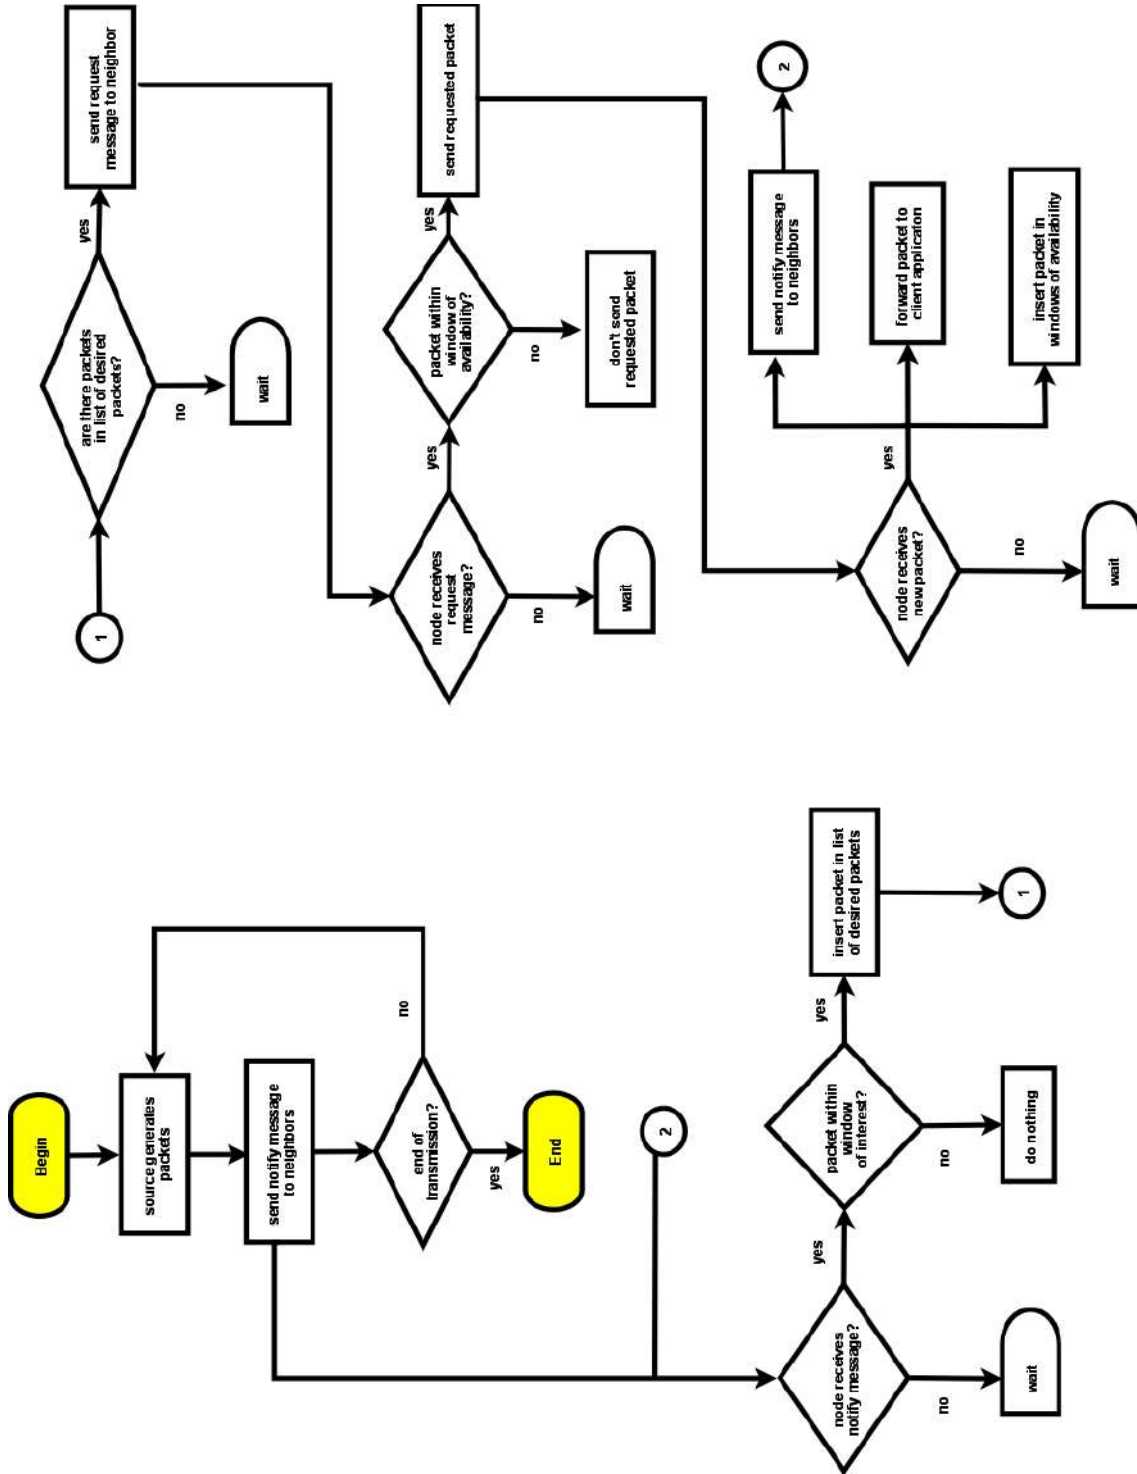 Begin
source generates
packets
send notify message
to neighbors
end of
transmission?
no
yes
End
2
node receives
notify message?
no
wait
yes
packet within
window
of interest?
no
do nothing
yes
insert packet in list
of desired packets
1
1
are there packets
in list of desired
packets?
no
wait
yes
send request
message to neighbor
node receives
request
message?
no
wait
yes
packet within
window of
availability?
no
don't send
requested packet
yes
send requested packet
node receives
new packet?
no
wait
yes
send notify message
to neighbors
2
forward packet to
client applicaton
insert packet in
windows of availability